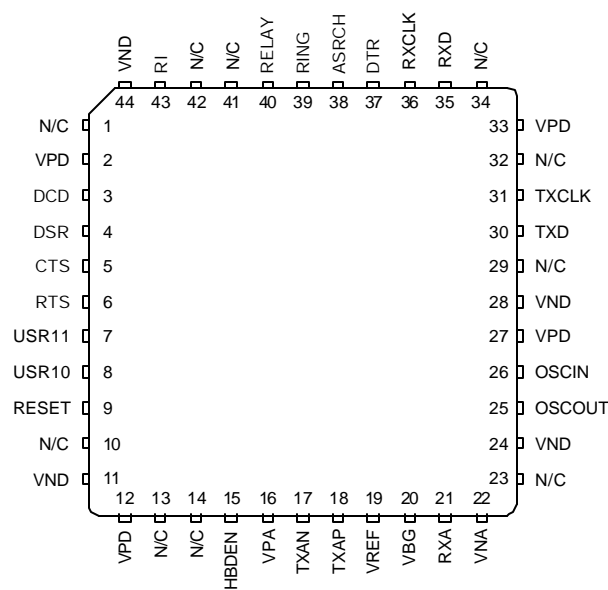 VND
RI
N/C
N/C
RELAY
RING
ASRCH
DTR
RXCLK
RXD
N/C
44 43 42 41 40 39 38 37 36 35 34
N/C 1 33 VPD
VPD 2 32 N/C
DCD 3 31 TXCLK
DSR 4 30 TXD
CTS 5 29 N/C
RTS 6 28 VND
USR11 7 27 VPD
USR10 8 26 OSCIN
RESET 9 25 OSCOUT
N/C 10 24 VND
VND 11 23 N/C
12 13 14 15 16 17 18 19 20 21 22
VPD
N/C
N/C
HBDEN
VPA
TXAN
TXAP
VREF
VBG
RXA
VNA